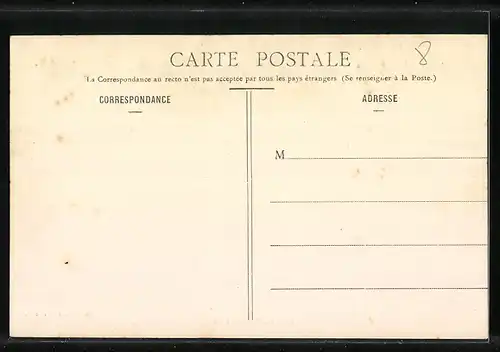 CARTE POSTALE
8
La Correspondance au recto n'est pas acceptée par tous les pays étrangers (Se renseigner à la Poste.)
CORRESPONDANCE
ADRESSE
M